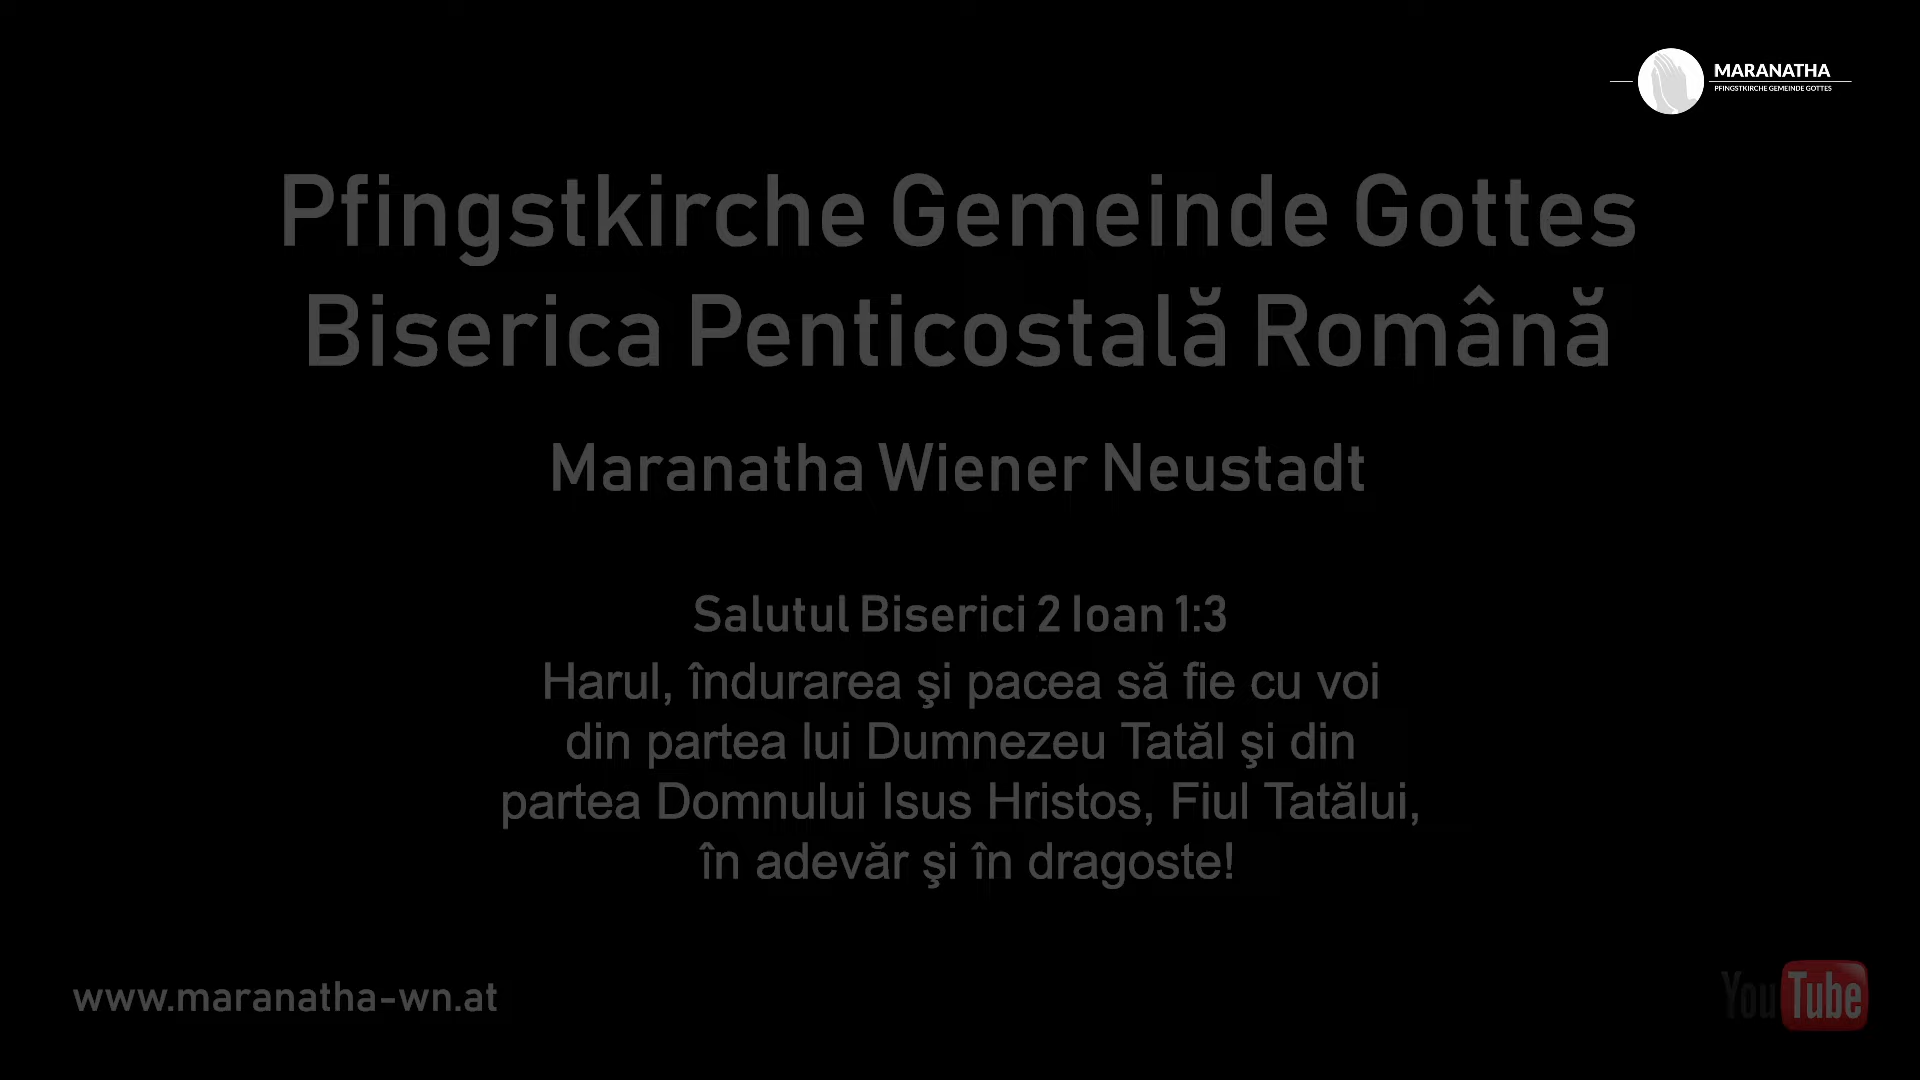 MARANATHA
PFINGSTKIRCHE GEMEINDE GOTTES
Pfingstkirche Gemeinde Gottes
Biserica Penticostală Română
Maranatha Wiener Neustadt
Salutul Biserici 2 Ioan 1:3
Harul, îndurarea şi pacea să fie cu voi
din partea lui Dumnezeu Tatăl şi din
partea Domnului Isus Hristos, Fiul Tatălui,
în adevăr şi în dragoste!
www.maranatha-wn.at
YouTube